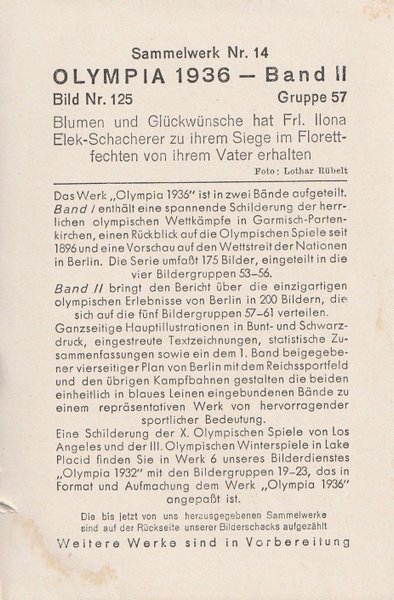 Sammelwerk Nr. 14
OLYMPIA 1936 — Band II
Bild Nr. 125 Gruppe 57
Blumen und Glückwünsche hat Frl. Ilona
Elek-Schacherer zu ihrem Siege im Florett-
fechten von ihrem Vater erhalten
Foto: Lothar Rübelt
Das Werk „Olympia 1936“ ist in zwei Bände aufgeteilt.
Band I enthält eine spannende Schilderung der herr-
lichen olympischen Wettkämpfe in Garmisch-Parten-
kirchen, einen Rückblick auf die Olympischen Spiele seit
1896 und eine Vorschau auf den Wettstreit der Nationen
in Berlin. Die Serie umfaßt 175 Bilder, eingeteilt in die
vier Bildergruppen 53–56.
Band II bringt den Bericht über die einzigartigen
olympischen Erlebnisse von Berlin in 200 Bildern, die
sich auf die fünf Bildergruppen 57–61 verteilen.
Ganzseitige Hauptillustrationen in Bunt- und Schwarz-
druck, eingestreute Textzeichnungen, statistische Zu-
sammenfassungen sowie ein dem 1. Band beigegebe-
ner vierseitiger Plan von Berlin mit dem Reichssportfeld
und den übrigen Kampfbahnen gestalten die beiden
einheitlich in blaues Leinen eingebundenen Bände zu
einem repräsentativen Werk von hervorragender
sportlicher Bedeutung.
Eine Schilderung der X. Olympischen Spiele von Los
Angeles und der III. Olympischen Winterspiele in Lake
Placid finden Sie in Werk 6 unseres Bilderdienstes
„Olympia 1932“ mit den Bildergruppen 19–23, das in
Format und Aufmachung dem Werk „Olympia 1936“
angepaßt ist.
Die bis jetzt von uns herausgegebenen Sammelwerke
sind auf der Rückseite unserer Bilderschecks aufgezählt
Weitere Werke sind in Vorbereitung